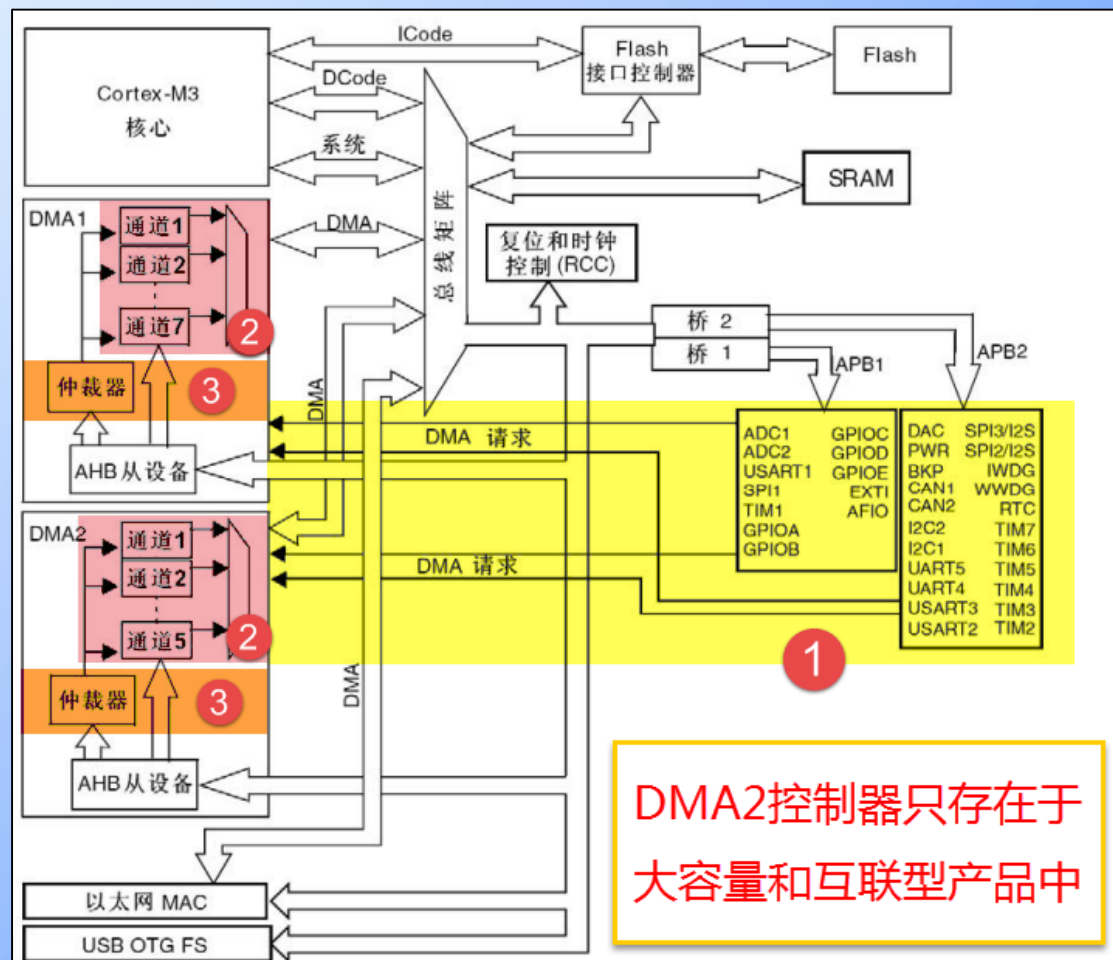 ICode
Cortex-M3
核心
DCode
系统
Flash
接口控制器
Flash
SRAM
DMA1
通道1
通道2
通道7
2
仲裁器
3
AHB从设备
DMA
总线矩阵
复位和时钟
控制(RCC)
桥 2
桥 1
APB1
APB2
DMA
DMA 请求
ADC1 GPIOC
ADC2 GPIOD
USART1 GPIOE
SPI1 EXTI
TIM1 AFIO
GPIOA
GPIOB
DAC SPI3/I2S
PWR SPI2/I2S
BKP IWDG
CAN1 WWDG
CAN2 RTC
I2C2 TIM7
I2C1 TIM6
UART5 TIM5
UART4 TIM4
USART3 TIM3
USART2 TIM2
DMA2
通道1
通道2
通道5
2
仲裁器
3
AHB从设备
DMA 请求
1
DMA
以太网 MAC
USB OTG FS
DMA2控制器只存在于
大容量和互联型产品中